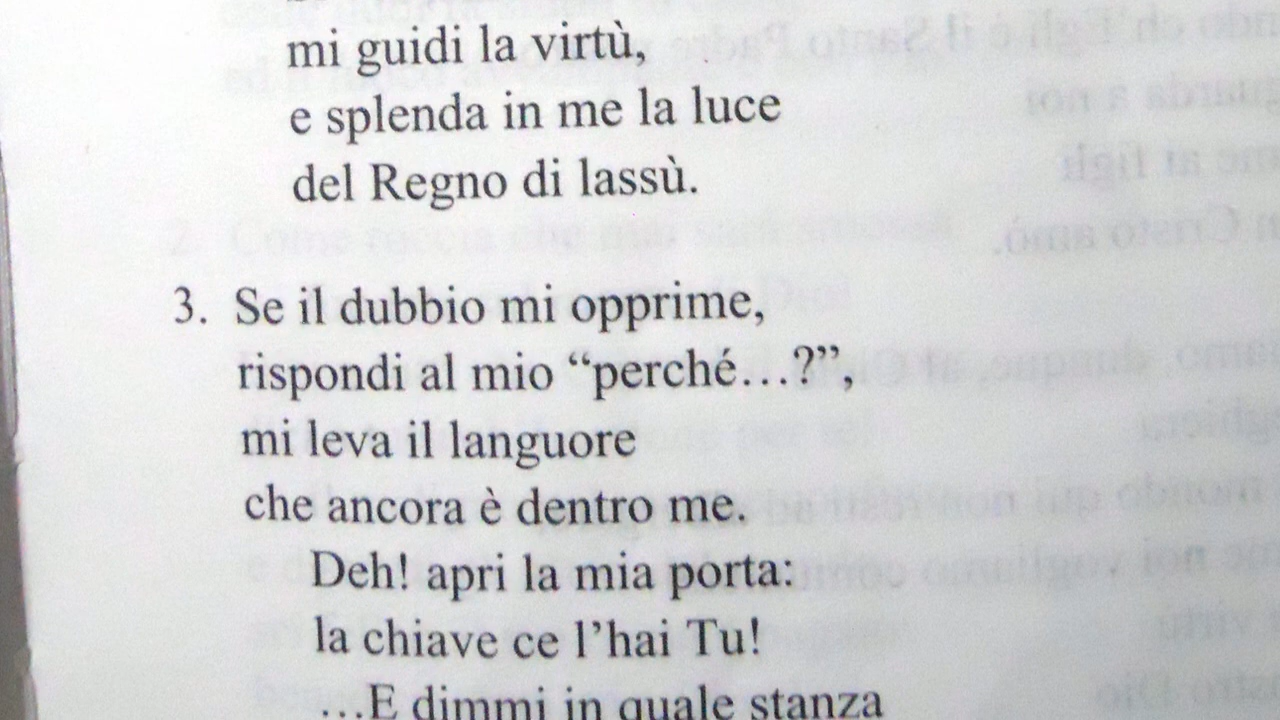 mi guidi la virtù,
e splenda in me la luce
del Regno di lassù.
3. Se il dubbio mi opprime,
rispondi al mio “perché...?”,
mi leva il languore
che ancora è dentro me.
Deh! apri la mia porta:
la chiave ce l’hai Tu!
...E dimmi in quale stanza